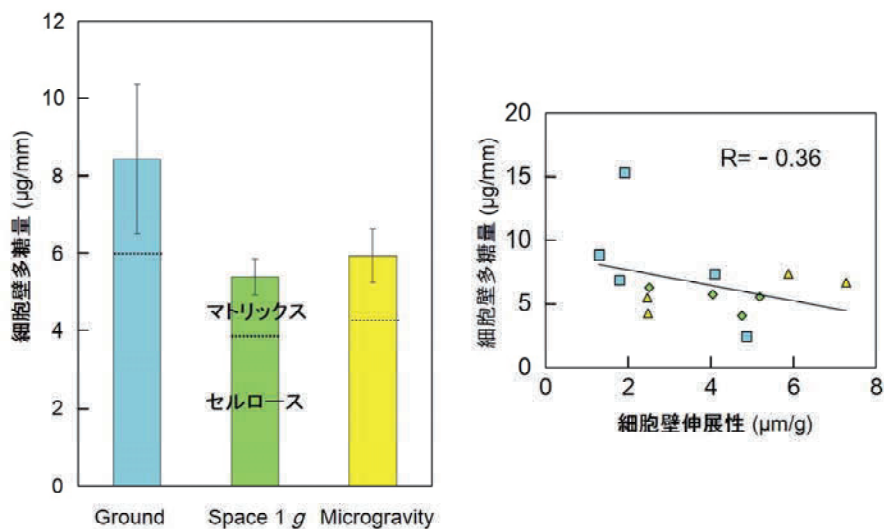 細胞壁多糖量 (µg/mm)
12
10
8
6
4
2
0
マトリックス
セルロース
Ground
Space 1 g
Microgravity
細胞壁多糖量 (µg/mm)
20
15
10
5
0
R= - 0.36
0
2
4
6
8
細胞壁伸展性 (µm/g)